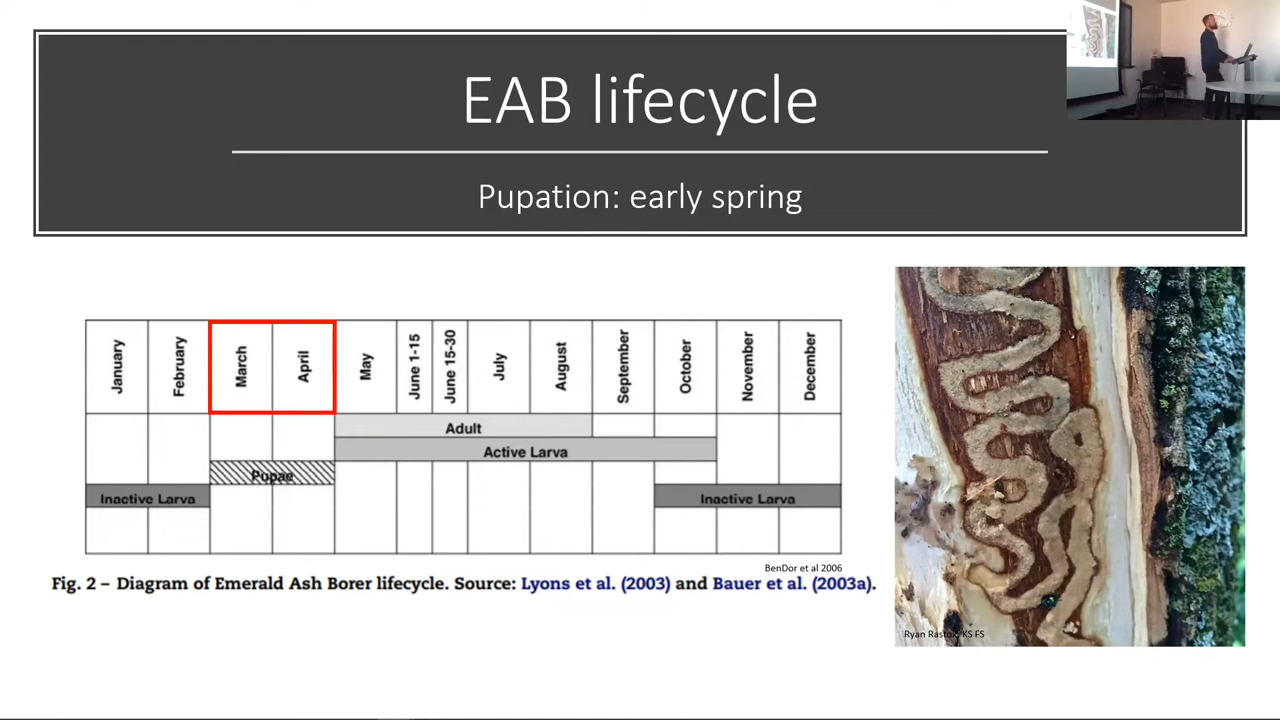 EAB lifecycle
Pupation: early spring
January
February
March
April
May
June 1-15
June 15-30
July
August
September
October
November
December
Adult
Active Larva
Pupae
Inactive Larva
Inactive Larva
BenDor et al 2006
Fig. 2 – Diagram of Emerald Ash Borer lifecycle. Source: Lyons et al. (2003) and Bauer et al. (2003a).
Ryan Rastok KS FS